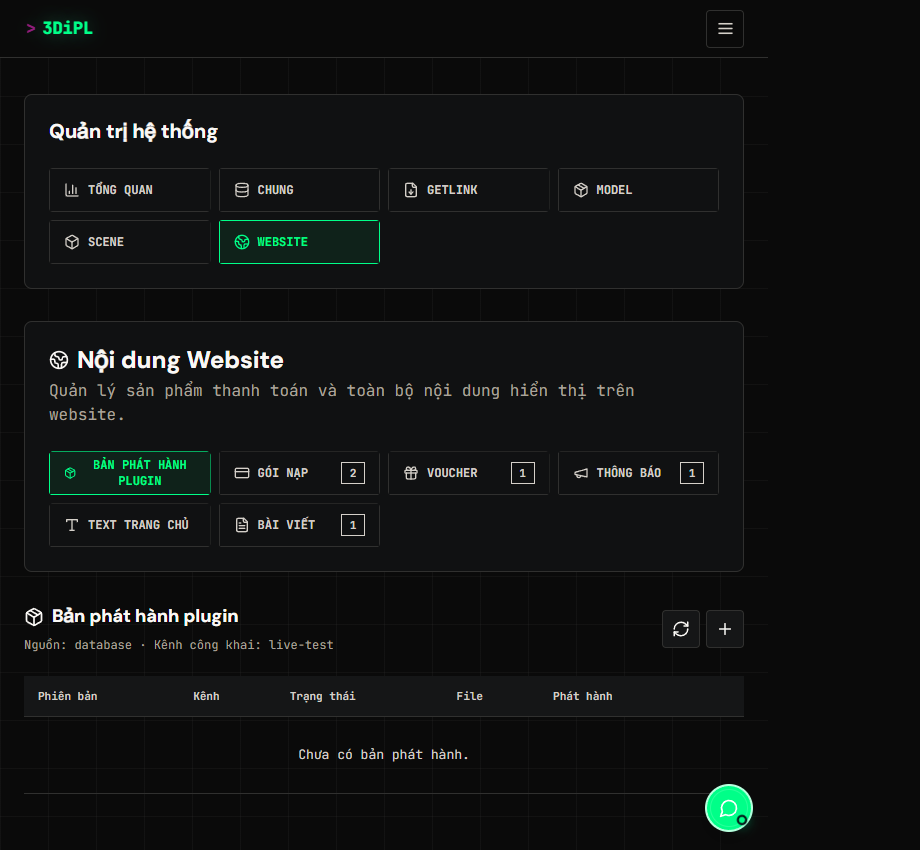 > 3DiPL
Quản trị hệ thống
TỔNG QUAN
CHUNG
GETLINK
MODEL
SCENE
WEBSITE
Nội dung Website
Quản lý sản phẩm thanh toán và toàn bộ nội dung hiển thị trên
website.
BẢN PHÁT HÀNH
PLUGIN
GÓI NẠP 2
VOUCHER 1
THÔNG BÁO 1
TEXT TRANG CHỦ
BÀI VIẾT 1
Bản phát hành plugin
Nguồn: database · Kênh công khai: live-test
Phiên bản Kênh Trạng thái File Phát hành
Chưa có bản phát hành.